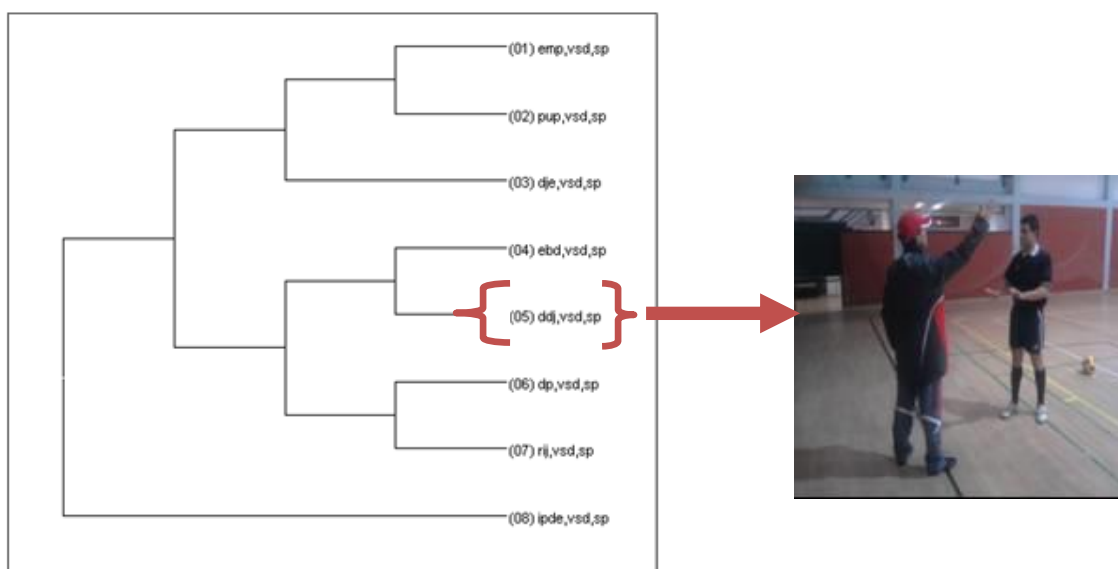 (01) emp,vsd,sp
(02) pup,vsd,sp
(03) dje,vsd,sp
(04) ebd,vsd,sp
(05) ddj,vsd,sp
(06) dp,vsd,sp
(07) rij,vsd,sp
(08) ipde,vsd,sp